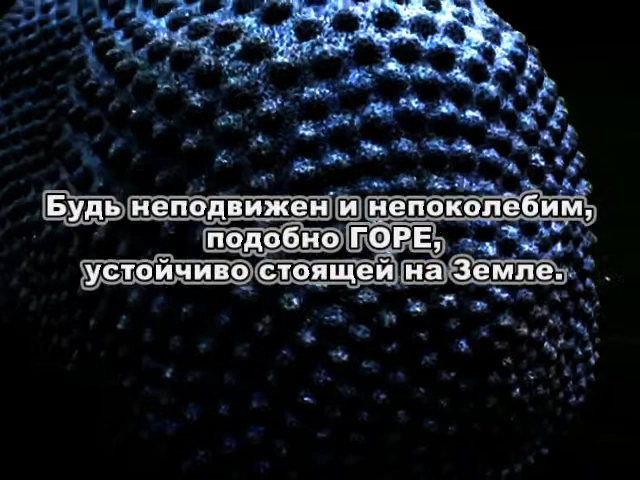 Будь неподвижен и непоколебим,
подобно ГОРЕ,
устойчиво стоящей на Земле.